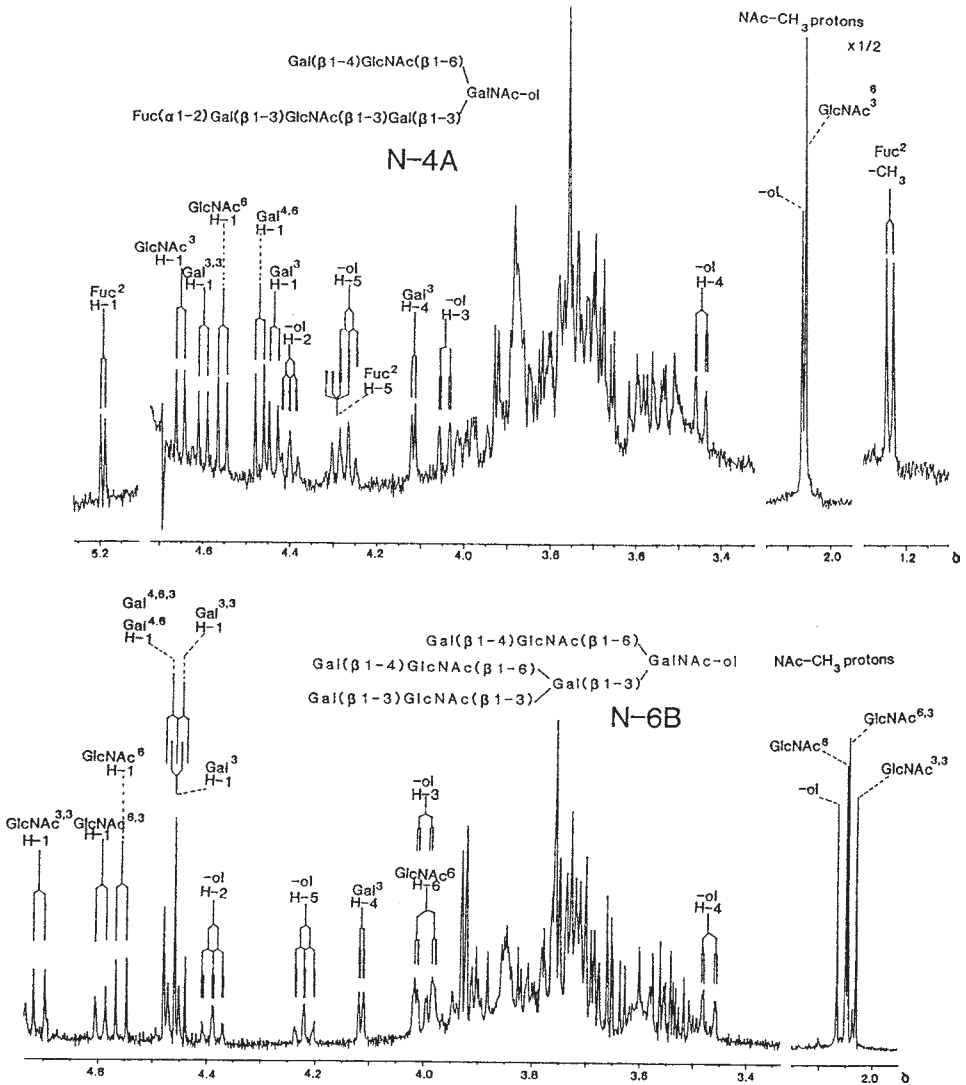 NAc-CH₃ protons
x1/2
Gal(β1-4)GlcNAc(β1-6)
GalNAc-ol
Fuc(α1-2)Gal(β1-3)GlcNAc(β1-3)Gal(β1-3)
N-4A
GlcNAc³ ⁶
-ol
Fuc²
-CH₃
GlcNAc⁶
H-1
Gal⁴,⁶
H-1
GlcNAc³
H-1
Gal³,³
H-1
Gal³
H-1
-ol
H-2
-ol
H-5
Fuc²
H-1
Fuc²
H-5
Gal³
H-4
-ol
H-3
-ol
H-4
5.2 4.6 4.4 4.2 4.0 3.8 3.6 3.4 2.0 1.2 δ
Gal⁴,⁶,³
Gal⁴,⁶
H-1
Gal³,³
H-1
Gal(β1-4)GlcNAc(β1-6)
GalNAc-ol
Gal(β1-4)GlcNAc(β1-6)
Gal(β1-3)
Gal(β1-3)GlcNAc(β1-3)
N-6B
NAc-CH₃ protons
GlcNAc⁶,³
GlcNAc⁶
GlcNAc³,³
-ol
GlcNAc⁶
H-1
Gal³
H-1
GlcNAc³,³
H-1
GlcNAc⁶,³
H-1
-ol
H-2
-ol
H-5
Gal³
H-4
-ol
H-3
GlcNAc⁶
H-6
-ol
H-4
4.8 4.6 4.4 4.2 4.0 3.8 3.6 3.4 2.0 δ